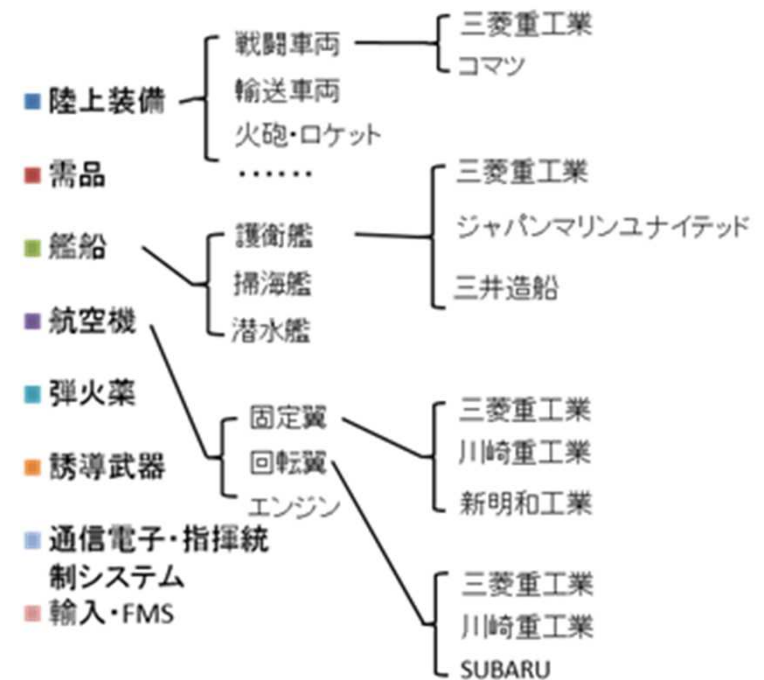 陸上装備
需品
艦船
航空機
弾火薬
誘導武器
通信電子・指揮統
制システム
輸入・FMS
戦闘車両
輸送車両
火砲・ロケット
・・・・・・
護衛艦
掃海艦
潜水艦
固定翼
回転翼
エンジン
三菱重工業
コマツ
三菱重工業
ジャパンマリンユナイテッド
三井造船
三菱重工業
川崎重工業
新明和工業
三菱重工業
川崎重工業
SUBARU